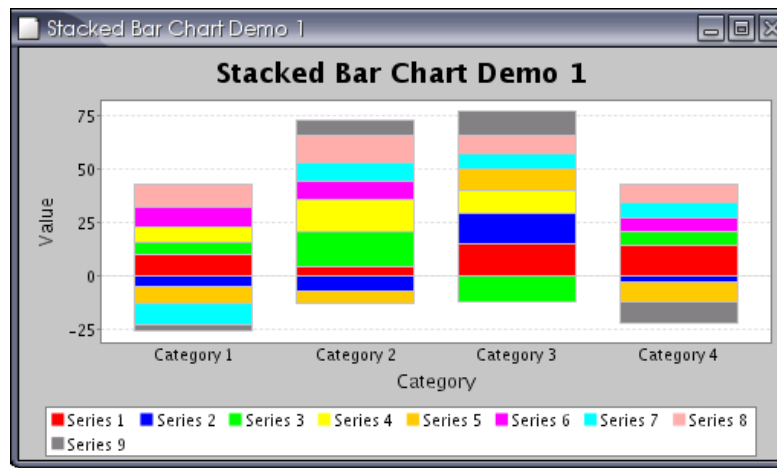 Stacked Bar Chart Demo 1
Stacked Bar Chart Demo 1
Value
75
50
25
0
-25
Category 1 Category 2 Category 3 Category 4
Category
Series 1 Series 2 Series 3 Series 4 Series 5 Series 6 Series 7 Series 8
Series 9